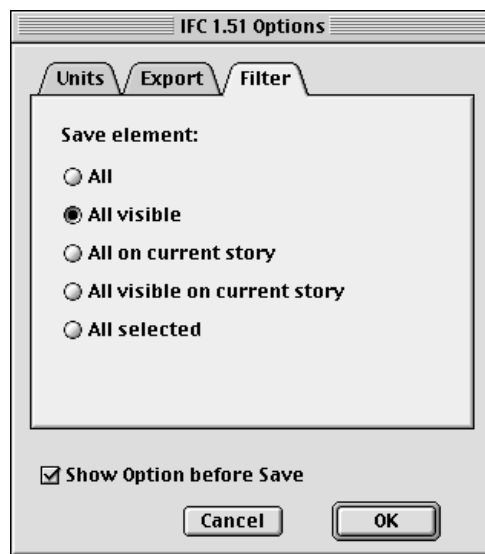 IFC 1.51 Options
Units Export Filter
Save element:
All
All visible
All on current story
All visible on current story
All selected
Show Option before Save
Cancel OK